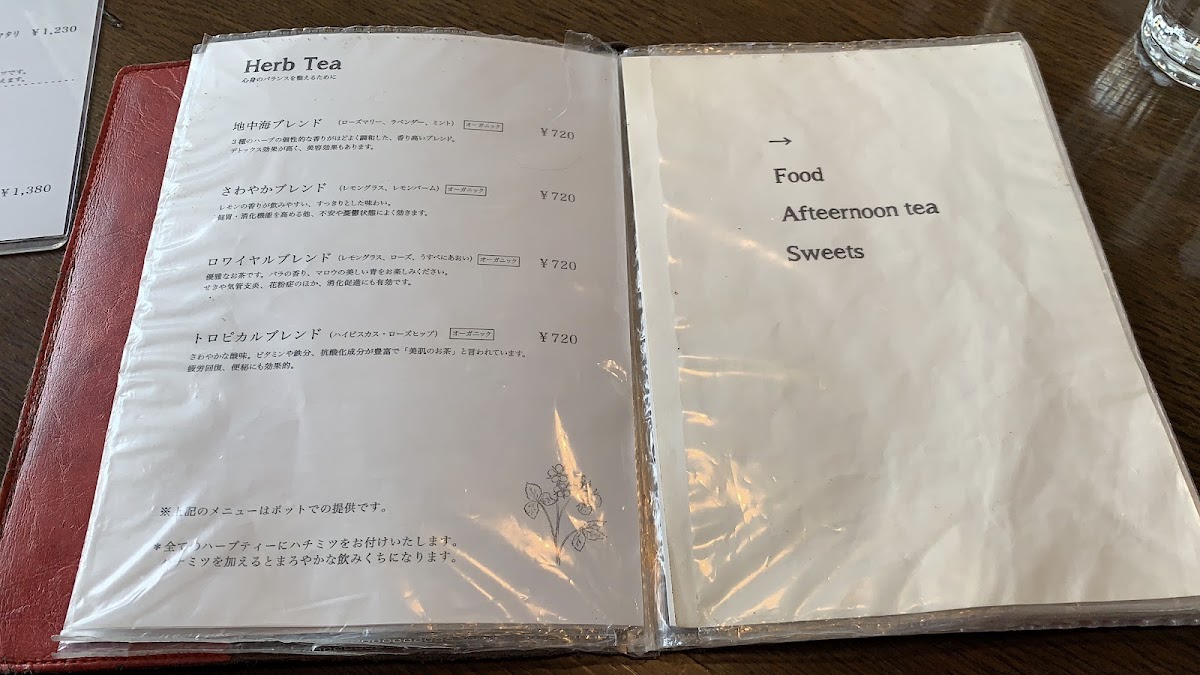 タリ ￥1,230
です。
えます。
￥1,380
Herb Tea
心身のバランスを整えるために
地中海ブレンド (ローズマリー、ラベンダー、ミント) オーガニック ￥720
3種のハーブの個性的な香りがほどよく調和した、香り高いブレンド。
デトックス効果が高く、美容効果もあります。
さわやかブレンド (レモングラス、レモンバーム) オーガニック ￥720
レモンの香りが飲みやすい、すっきりとした味わい。
健胃・消化機能を高める他、不安や憂鬱状態によく効きます。
ロワイヤルブレンド (レモングラス、ローズ、うすべにあおい) オーガニック ￥720
優雅なお茶です。バラの香り、マロウの美しい青をお楽しみください。
せきや気管支炎、花粉症のほか、消化促進にも有効です。
トロピカルブレンド (ハイビスカス・ローズヒップ) オーガニック ￥720
さわやかな酸味。ビタミンや鉄分、抗酸化成分が豊富で「美肌のお茶」と言われています。
疲労回復、便秘にも効果的。
※上記のメニューはポットでの提供です。
*全てのハーブティーにハチミツをお付けいたします。
ハチミツを加えるとまろやかな飲みくちになります。
→
Food
Afteernoon tea
Sweets